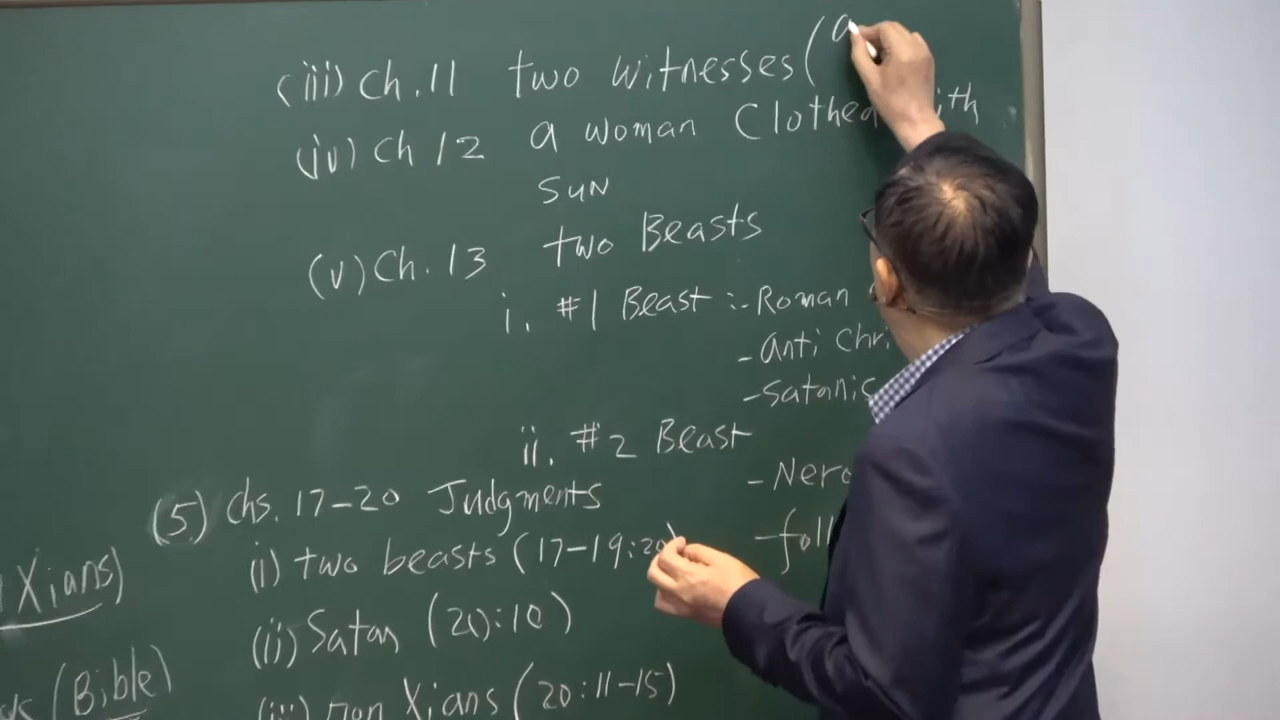 (iii) Ch. 11 two witnesses (a
(iv) Ch 12 a woman Clothed with
SUN
(v) Ch. 13 two Beasts
i. #1 Beast :- Roman
- anti Chri
- Satanis
ii. #2 Beast
- Nero
- foll
(5) Chs. 17-20 Judgments
(i) two beasts (17-19:20)
(ii) Satan (20:10)
(iii) non Xians (20:11-15)
Xians)
(Bible)